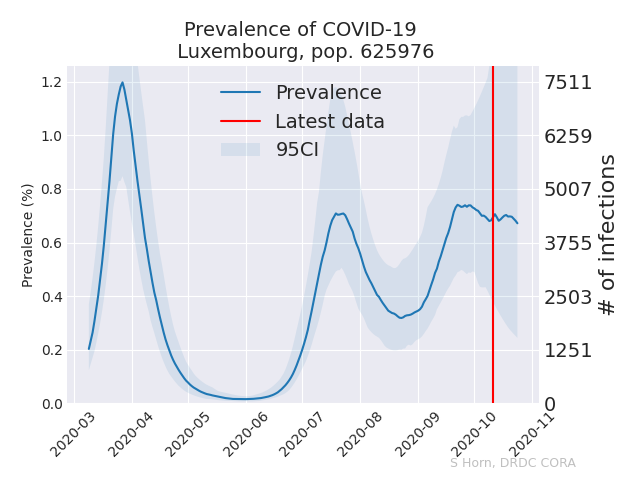 Prevalence of COVID-19
Luxembourg, pop. 625976
Prevalence
Latest data
95CI
Prevalence (%)
1.2
1.0
0.8
0.6
0.4
0.2
0.0
7511
6259
5007
3755
2503
1251
0
# of infections
2020-03
2020-04
2020-05
2020-06
2020-07
2020-08
2020-09
2020-10
2020-11
S Horn, DRDC CORA